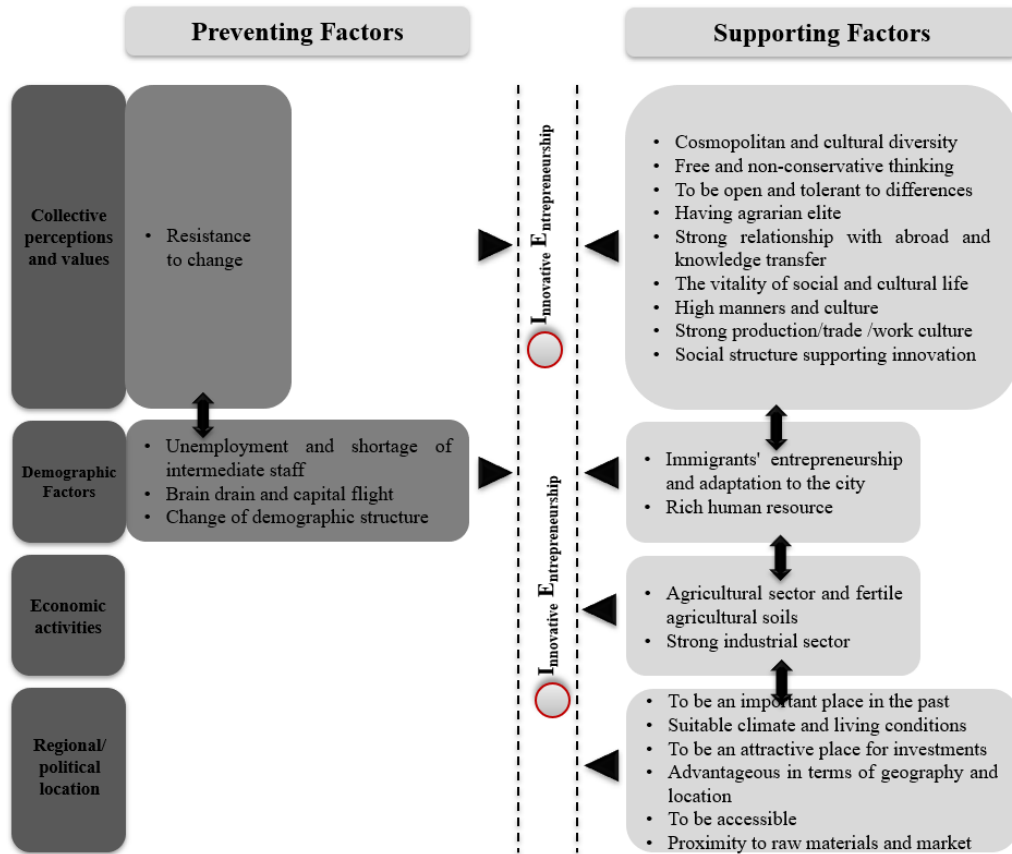 Preventing Factors
Supporting Factors
Collective
perceptions
and values
• Resistance
to change
Innovative Entrepreneurship
• Cosmopolitan and cultural diversity
• Free and non-conservative thinking
• To be open and tolerant to differences
• Having agrarian elite
• Strong relationship with abroad and
knowledge transfer
• The vitality of social and cultural life
• High manners and culture
• Strong production/trade /work culture
• Social structure supporting innovation
Demographic
Factors
• Unemployment and shortage of
intermediate staff
• Brain drain and capital flight
• Change of demographic structure
Innovative Entrepreneurship
• Immigrants' entrepreneurship
and adaptation to the city
• Rich human resource
Economic
activities
• Agricultural sector and fertile
agricultural soils
• Strong industrial sector
Regional/
political
location
• To be an important place in the past
• Suitable climate and living conditions
• To be an attractive place for investments
• Advantageous in terms of geography and
location
• To be accessible
• Proximity to raw materials and market